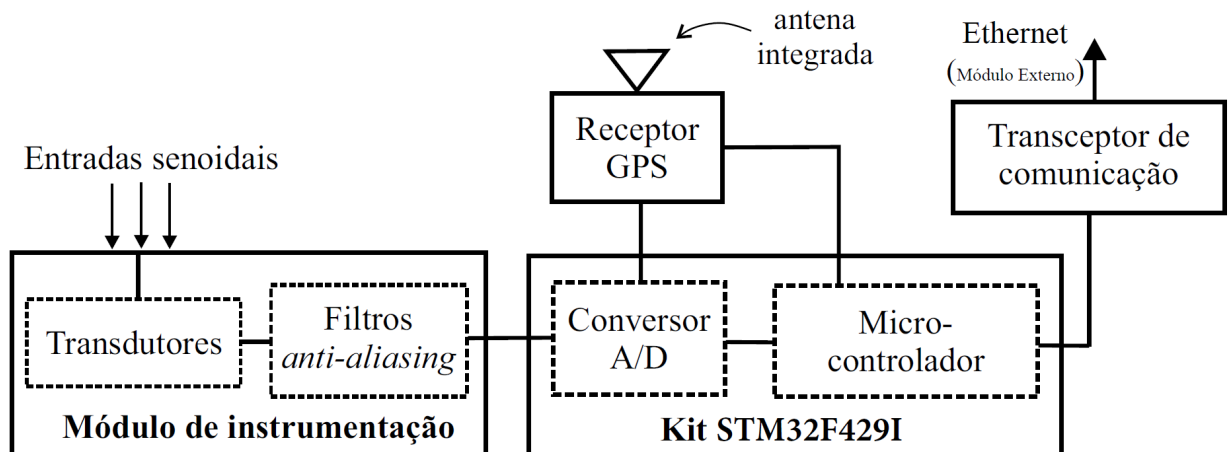 antena
integrada
Ethernet
(Módulo Externo)
Receptor
GPS
Transceptor de
comunicação
Entradas senoidais
Transdutores
Filtros
anti-aliasing
Conversor
A/D
Micro-
controlador
Módulo de instrumentação
Kit STM32F429I